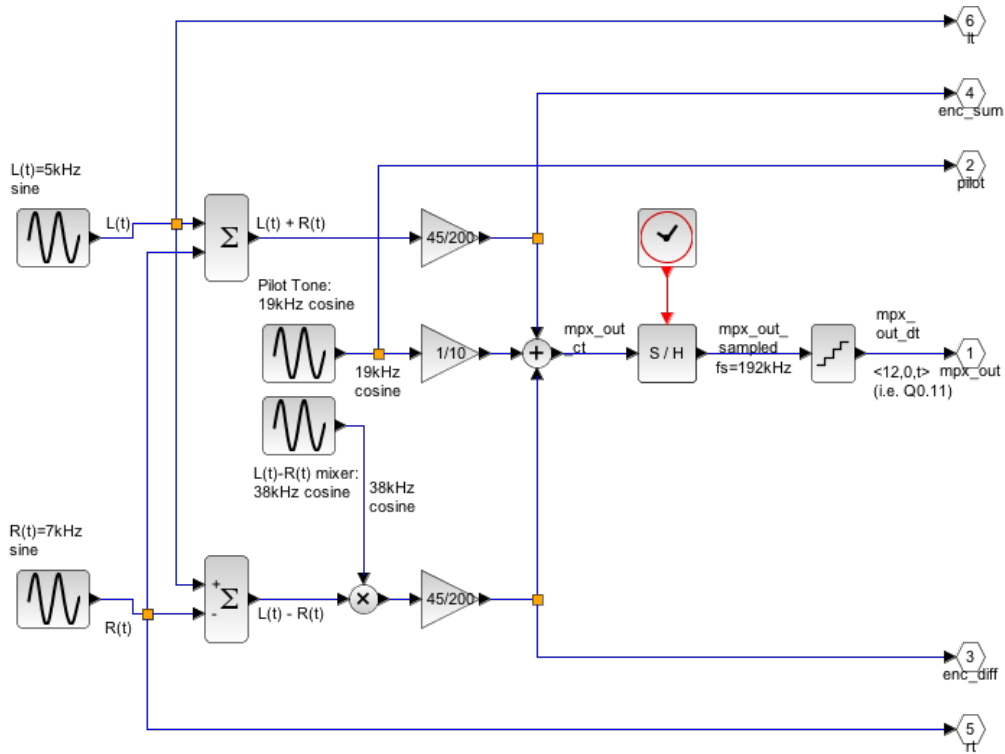 6
lt
4
enc_sum
2
pilot
L(t)=5kHz
sine
L(t)
Σ
L(t) + R(t)
45/200
Pilot Tone:
19kHz cosine
1/10
19kHz
cosine
+
mpx_out
_ct
S / H
mpx_out_
sampled
fs=192kHz
mpx_
out_dt
<12,0,t>
(i.e. Q0.11)
1
mpx_out
L(t)-R(t) mixer:
38kHz cosine
38kHz
cosine
R(t)=7kHz
sine
R(t)
+
-
Σ
L(t) - R(t)
×
45/200
3
enc_diff
5
rt